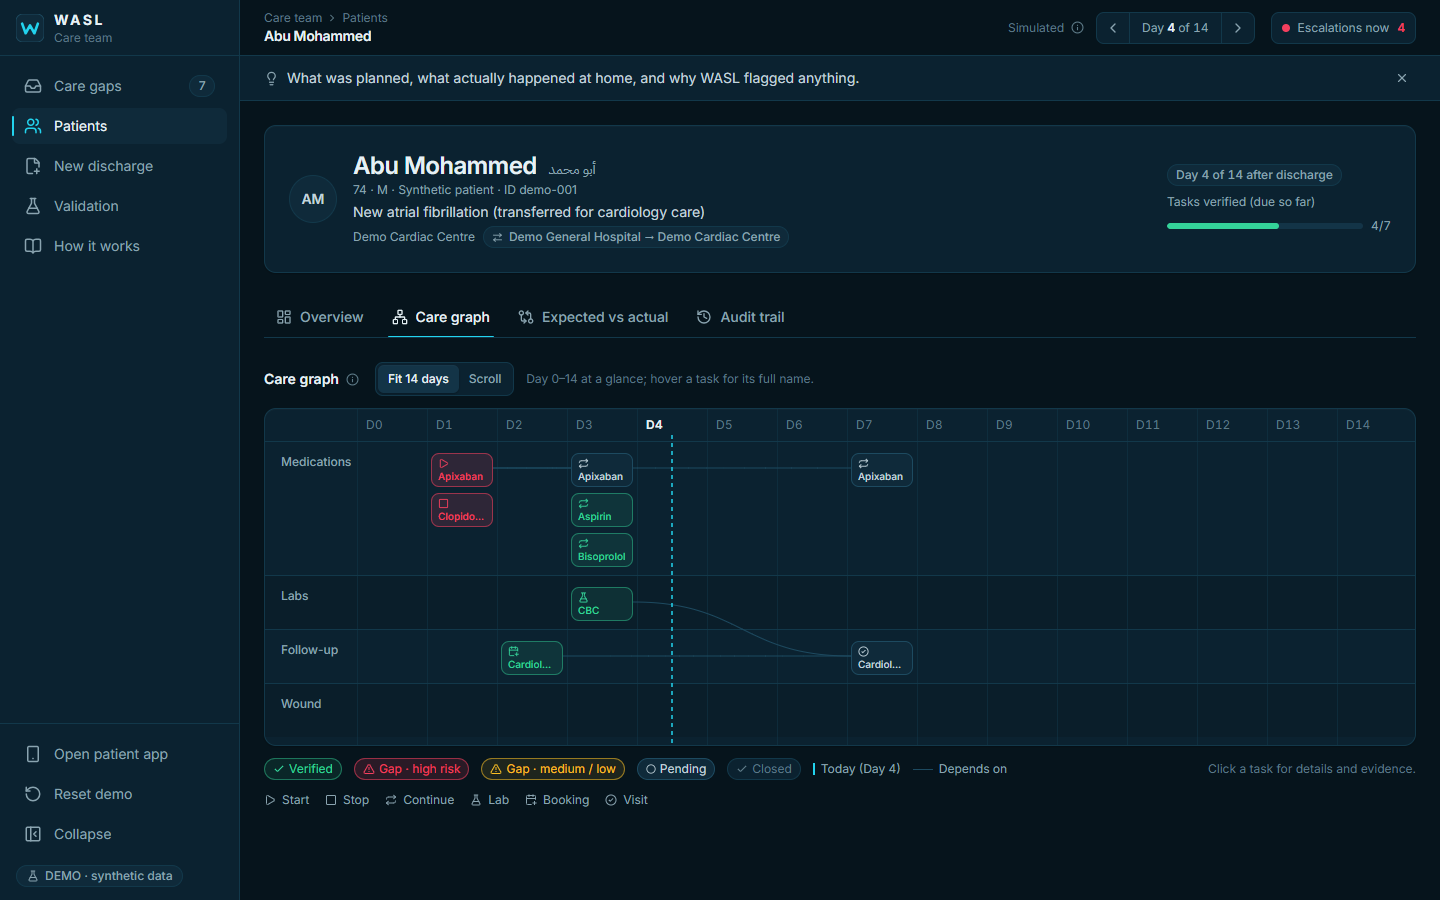 WASL
Care team
Care gaps 7
Patients
New discharge
Validation
How it works
Open patient app
Reset demo
Collapse
DEMO · synthetic data
Care team > Patients
Abu Mohammed
Simulated
Day 4 of 14
Escalations now 4
What was planned, what actually happened at home, and why WASL flagged anything.
AM
Abu Mohammed أبو محمد
74 · M · Synthetic patient · ID demo-001
New atrial fibrillation (transferred for cardiology care)
Demo Cardiac Centre Demo General Hospital → Demo Cardiac Centre
Day 4 of 14 after discharge
Tasks verified (due so far)
4/7
Overview Care graph Expected vs actual Audit trail
Care graph Fit 14 days Scroll Day 0–14 at a glance; hover a task for its full name.
D0 D1 D2 D3 D4 D5 D6 D7 D8 D9 D10 D11 D12 D13 D14
Medications
Apixaban Apixaban Apixaban
Clopido... Aspirin
Bisoprolol
Labs
CBC
Follow-up
Cardiol... Cardiol...
Wound
Verified Gap · high risk Gap · medium / low Pending Closed Today (Day 4) Depends on Click a task for details and evidence.
Start Stop Continue Lab Booking Visit